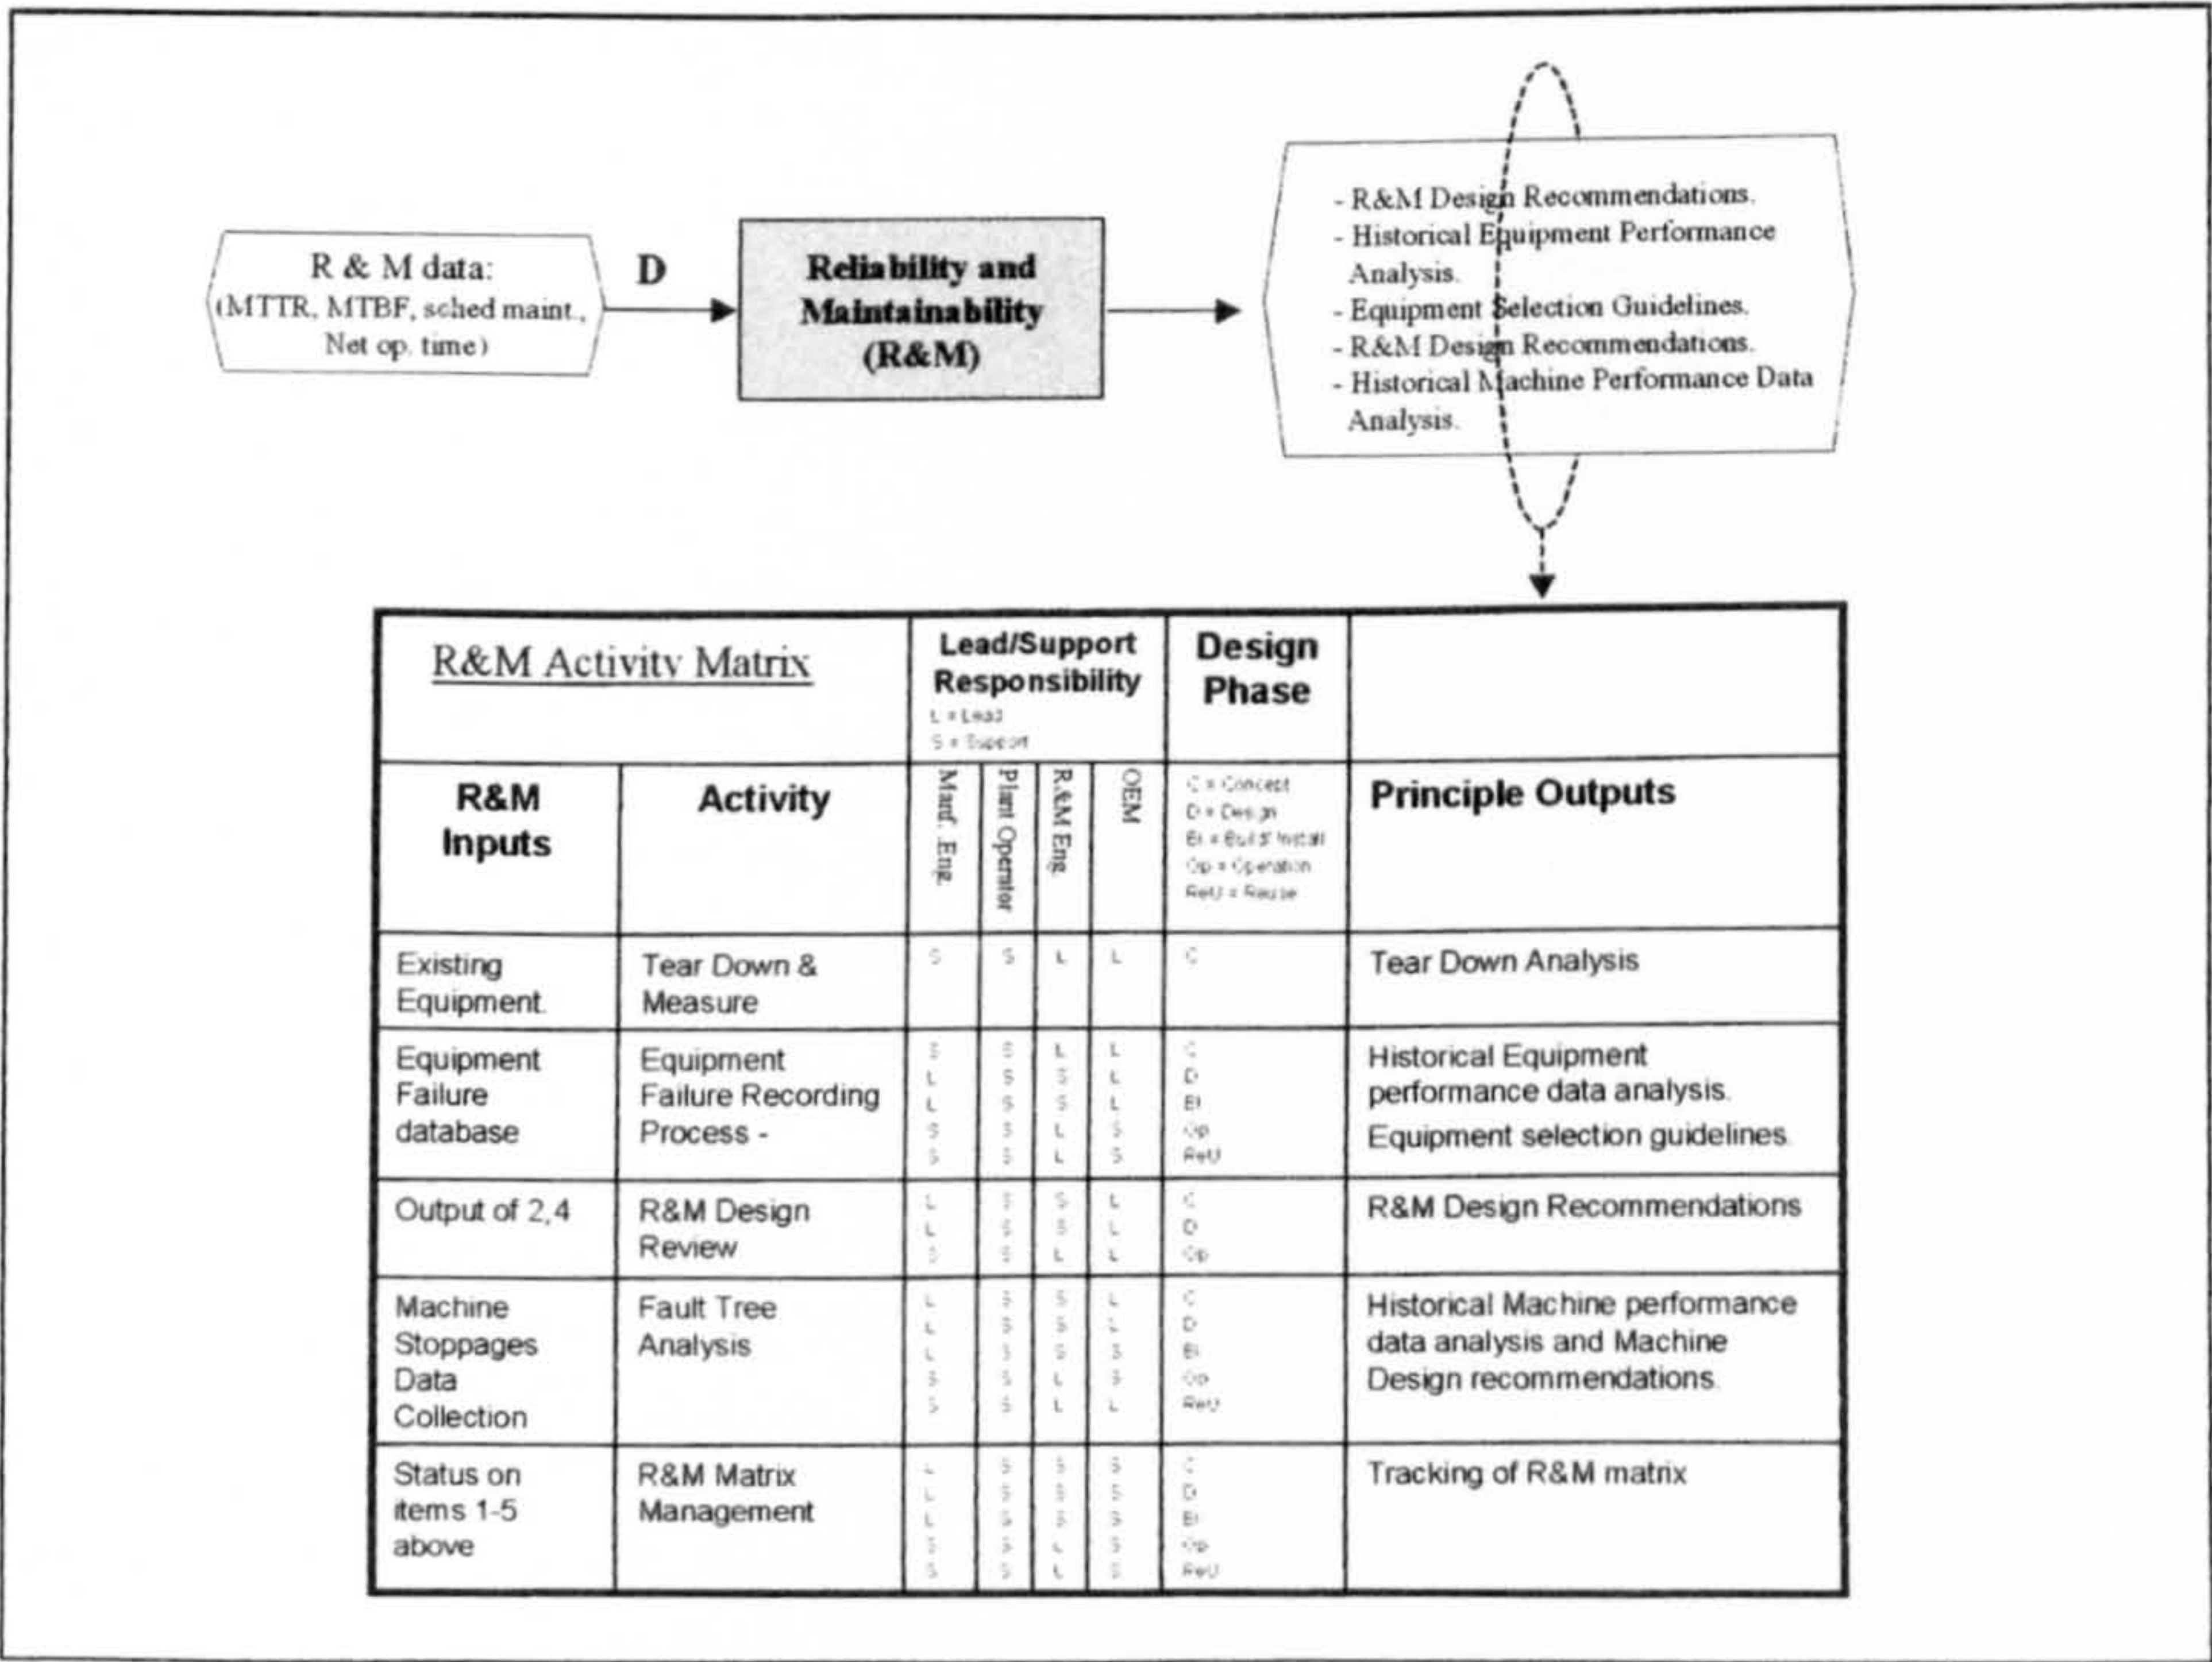 R & M data:
(MTTR, MTBF, sched maint.,
Net op. time)
D
Reliability and
Maintainability
(R&M)
- R&M Design Recommendations.
- Historical Equipment Performance
Analysis.
- Equipment Selection Guidelines.
- R&M Design Recommendations.
- Historical Machine Performance Data
Analysis.
R&M Activity Matrix
Lead/Support
Responsibility
L = Lead
S = Support
Design
Phase
R&M
Inputs
Activity
Manf. Eng.
Plant Operator
R&M Eng.
OEM
C = Concept
D = Design
BI = Build/ Install
Op = Operation
ReU = Reuse
Principle Outputs
Existing
Equipment.
Tear Down &
Measure
S S L L C
Tear Down Analysis
Equipment
Failure
database
Equipment
Failure Recording
Process -
S S L L C
L S S L D
L S S L BI
S S L S Op
S S L S ReU
Historical Equipment
performance data analysis.
Equipment selection guidelines.
Output of 2,4
R&M Design
Review
L S S L C
L S S L D
S S L L Op
R&M Design Recommendations
Machine
Stoppages
Data
Collection
Fault Tree
Analysis
L S S L C
L S S L D
L S S S BI
S S L S Op
S S L L ReU
Historical Machine performance
data analysis and Machine
Design recommendations.
Status on
items 1-5
above
R&M Matrix
Management
L S S S C
L S S S D
L S S S BI
S S L S Op
S S L S ReU
Tracking of R&M matrix